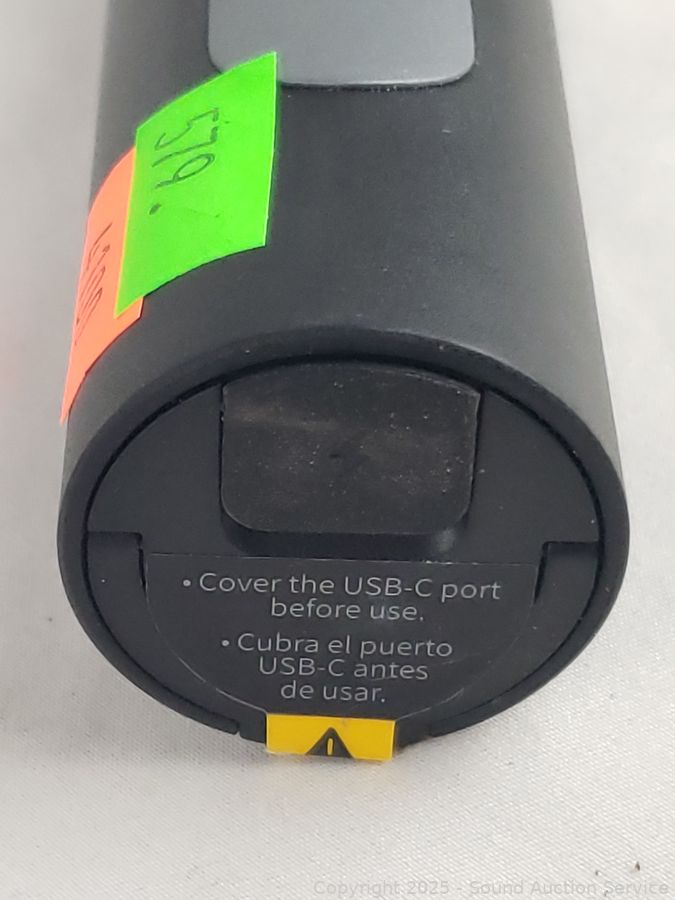 579.
• Cover the USB-C port
before use.
• Cubra el puerto
USB-C antes
de usar.
Copyright 2025 - Sound Auction Service